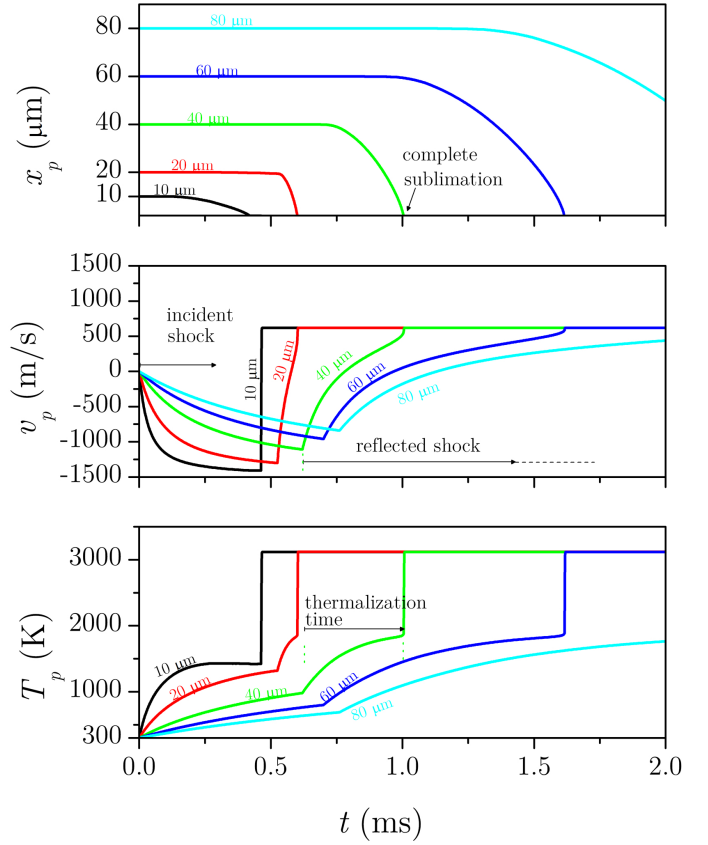 80
80 μm
60
60 μm
x_p (μm)
40
40 μm
complete
sublimation
20
20 μm
10
10 μm
1500
1000
incident
shock
500
v_p (m/s)
0
10 μm
20 μm
40 μm
60 μm
80 μm
-500
-1000
reflected shock
-1500
3000
thermalization
time
2000
T_p (K)
10 μm
20 μm
40 μm
60 μm
80 μm
1000
300
0.0
0.5
1.0
1.5
2.0
t (ms)